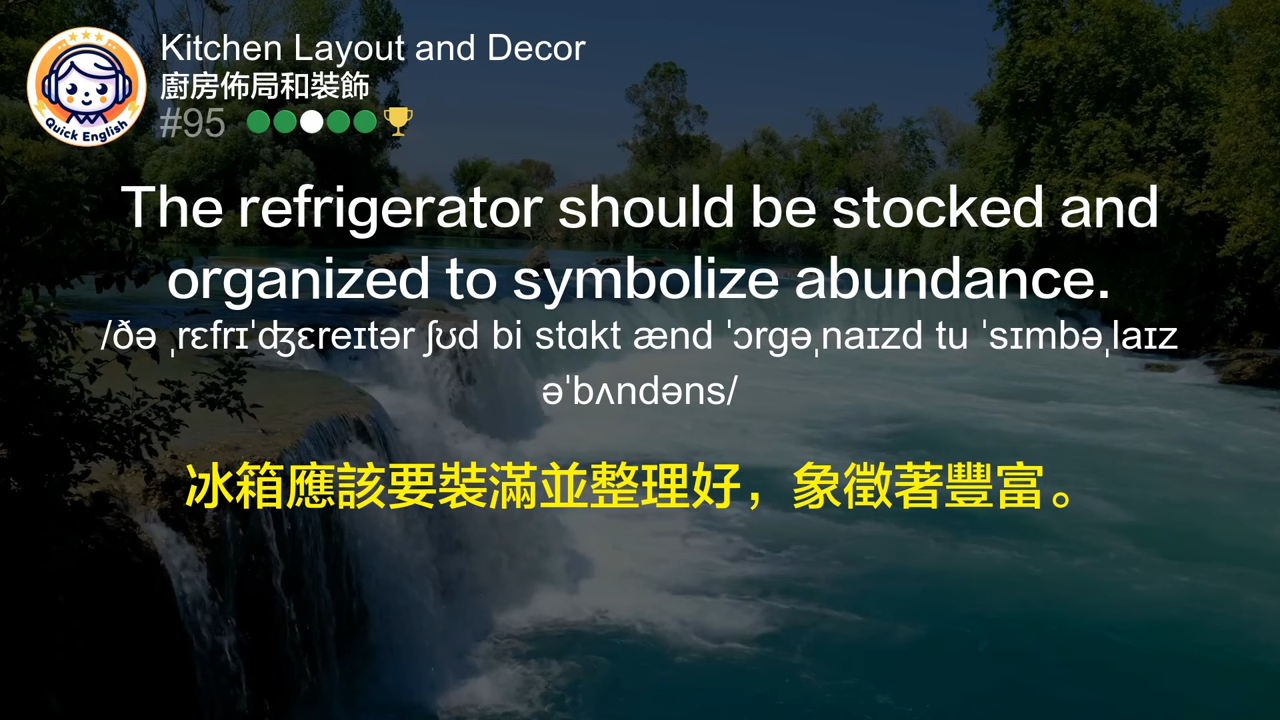 Quick English
Kitchen Layout and Decor
廚房佈局和裝飾
#95
The refrigerator should be stocked and
organized to symbolize abundance.
/ðə ˌrɛfrɪˈʤɛreɪtər ʃʊd bi stɑkt ænd ˈɔrgəˌnaɪzd tu ˈsɪmbəˌlaɪz
əˈbʌndəns/
冰箱應該要裝滿並整理好，象徵著豐富。